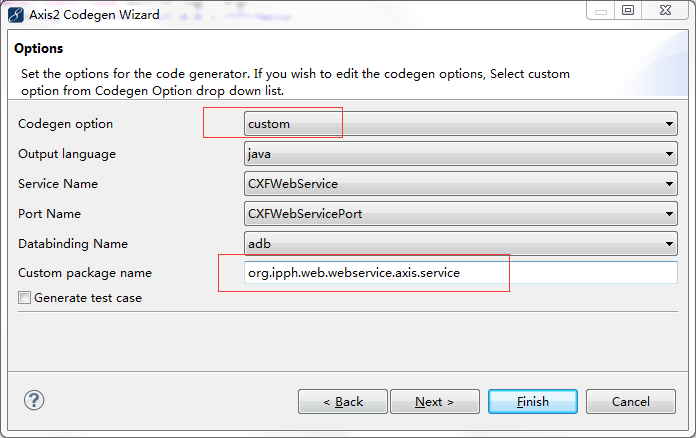 Axis2 Codegen Wizard
Options
Set the options for the code generator. If you wish to edit the codegen options, Select custom
option from Codegen Option drop down list.
Codegen option custom
Output language java
Service Name CXFWebService
Port Name CXFWebServicePort
Databinding Name adb
Custom package name org.ipph.web.webservice.axis.service
Generate test case
? < Back Next > Finish Cancel